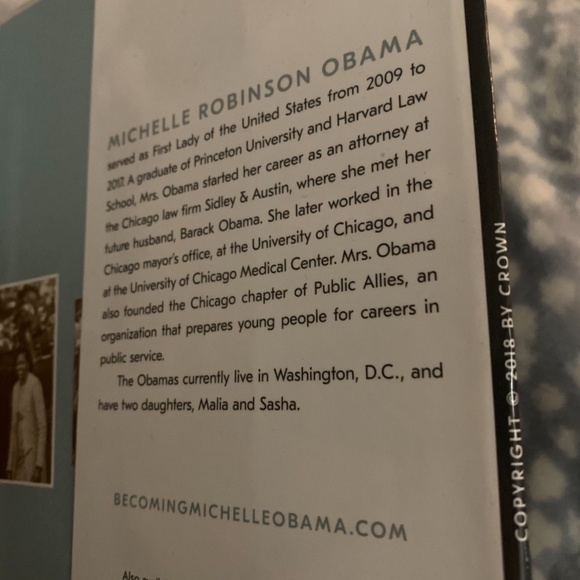 MICHELLE ROBINSON OBAMA
served as First Lady of the United States from 2009 to
2017. A graduate of Princeton University and Harvard Law
School, Mrs. Obama started her career as an attorney at
the Chicago law firm Sidley & Austin, where she met her
future husband, Barack Obama. She later worked in the
Chicago mayor's office, at the University of Chicago, and
at the University of Chicago Medical Center. Mrs. Obama
also founded the Chicago chapter of Public Allies, an
organization that prepares young people for careers in
public service.
The Obamas currently live in Washington, D.C., and
have two daughters, Malia and Sasha.
BECOMINGMICHELLEOBAMA.COM
Also
COPYRIGHT © 2018 BY CROWN